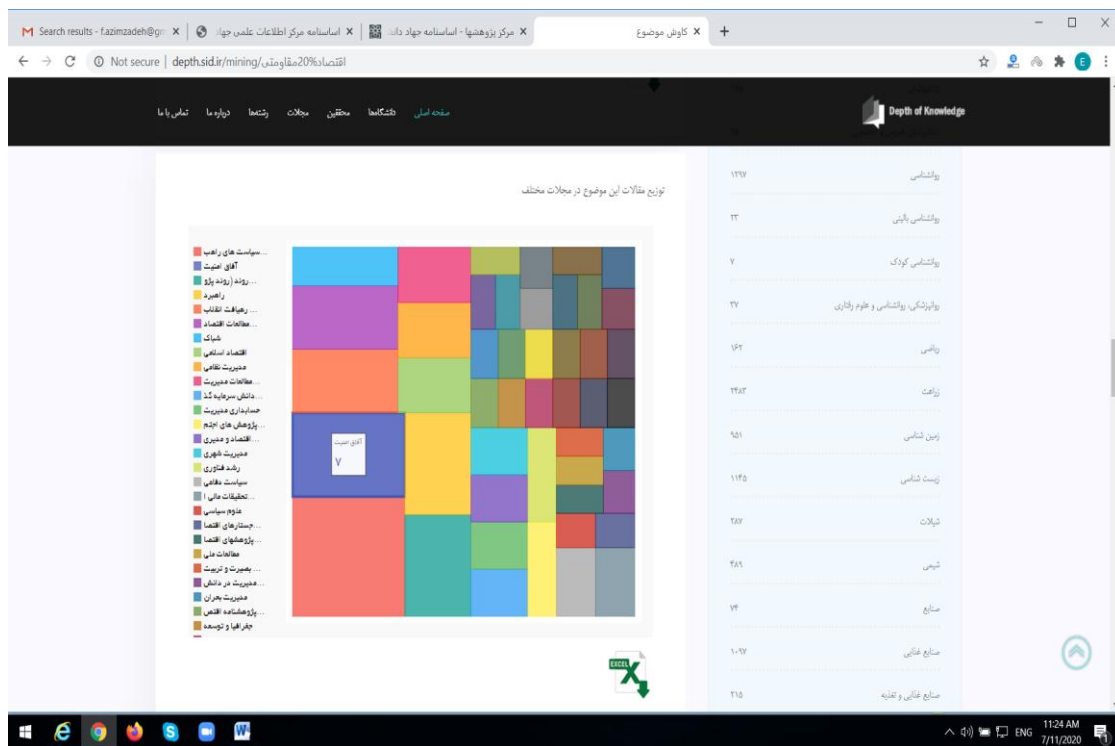 Search results - f.azimzadeh@gm
اساسنامه مرکز اطلاعات علمی جهاد
مرکز پژوهشها - اساسنامه جهاد دانش
کاوش موضوع
Not secure | depth.sid.ir/mining/اقتصاد%20مقاومتی
E
Depth of Knowledge
صفحه اصلی دانشگاهها محققین مجلات رشتهها درباره ما تماس با ما
توزیع مقالات این موضوع در مجلات مختلف
سیاست های راهب...
آفاق امنیت
روند (روند پژو...
راهبرد
رهیافت انقلاب ...
مطالعات اقتصاد...
شباک
اقتصاد اسلامی
مدیریت نظامی
مطالعات مدیریت...
دانش سرمایه گذ...
حسابداری مدیریت
پژوهش های اجتم...
اقتصاد و مدیری...
مدیریت شهری
رشد فناوری
سیاست دفاعی
تحقیقات مالی ا...
علوم سیاسی
جستارهای اقتصا...
پژوهشهای اقتصا...
مطالعات ملی
بصیرت و تربیت ...
مدیریت در دانش...
مدیریت بحران
پژوهشنامه اقتص...
جغرافیا و توسعه
آفاق امنیت
۷
EXCEL
X
روانشناسی ۱۲۹۷
روانشناسی بالینی ۲۳
روانشناسی کودک ۷
روانپزشکی، روانشناسی و علوم رفتاری ۲۷
ریاضی ۱۶۲
زراعت ۲۴۸۳
زمین شناسی ۹۵۱
زیست شناسی ۱۱۴۵
شیلات ۲۸۷
شیمی ۴۸۹
صنایع ۷۴
صنایع غذایی ۱۰۹۷
صنایع غذایی و تغذیه ۲۱۵
ENG
11:24 AM
7/11/2020